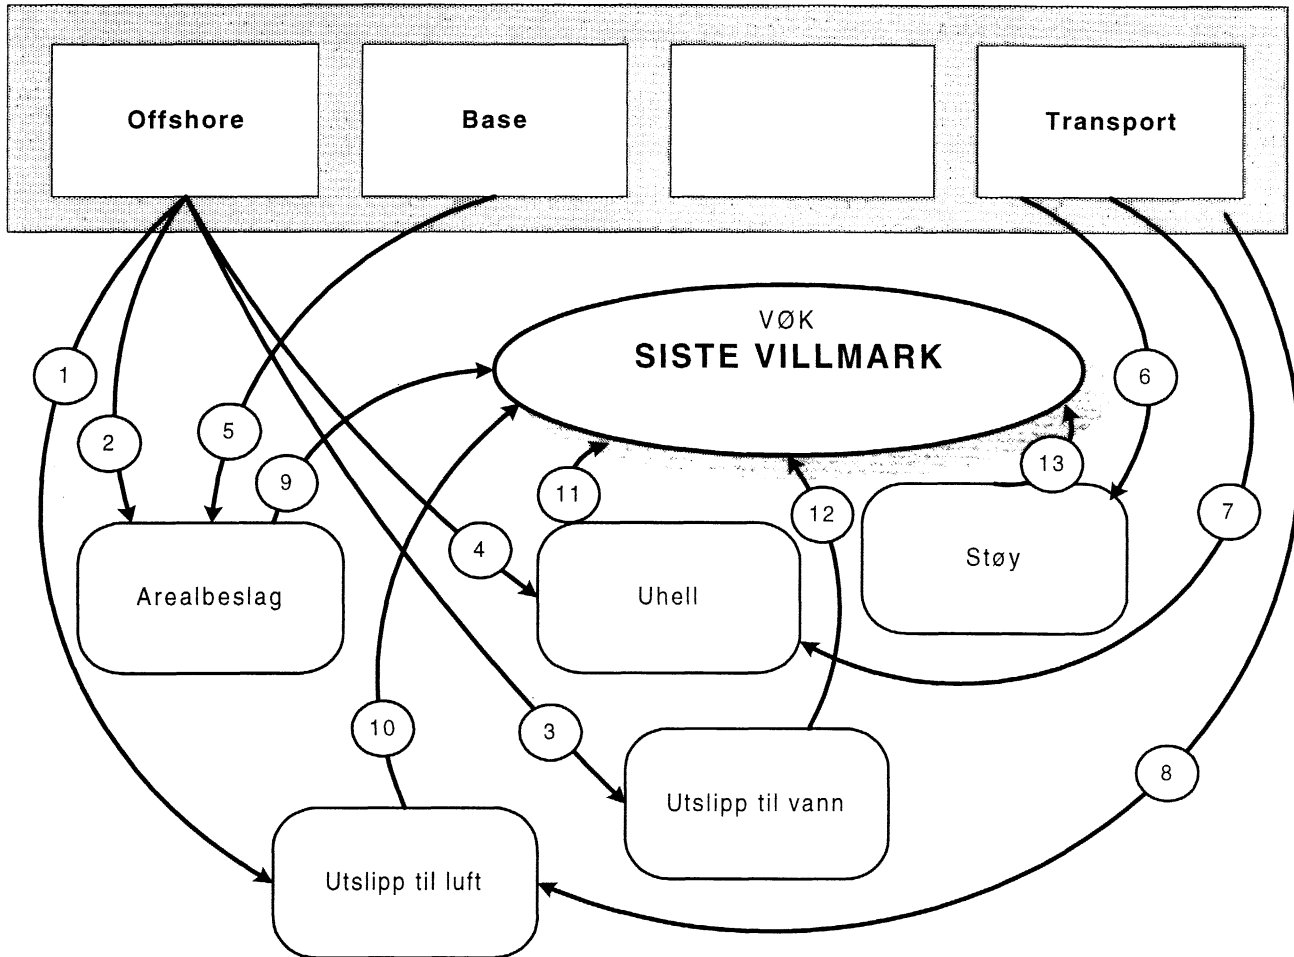 Offshore
Base
Transport
VØK
SISTE VILLMARK
1
6
2
5
9
13
11
12
7
4
Støy
Arealbeslag
Uhell
10
3
8
Utslipp til vann
Utslipp til luft